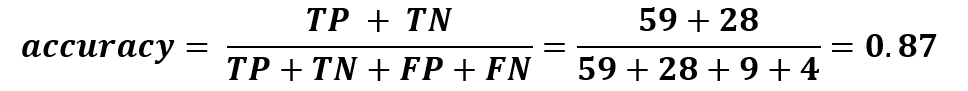 accuracy = (TP + TN) / (TP + TN + FP + FN) = (59 + 28) / (59 + 28 + 9 + 4) = 0.87